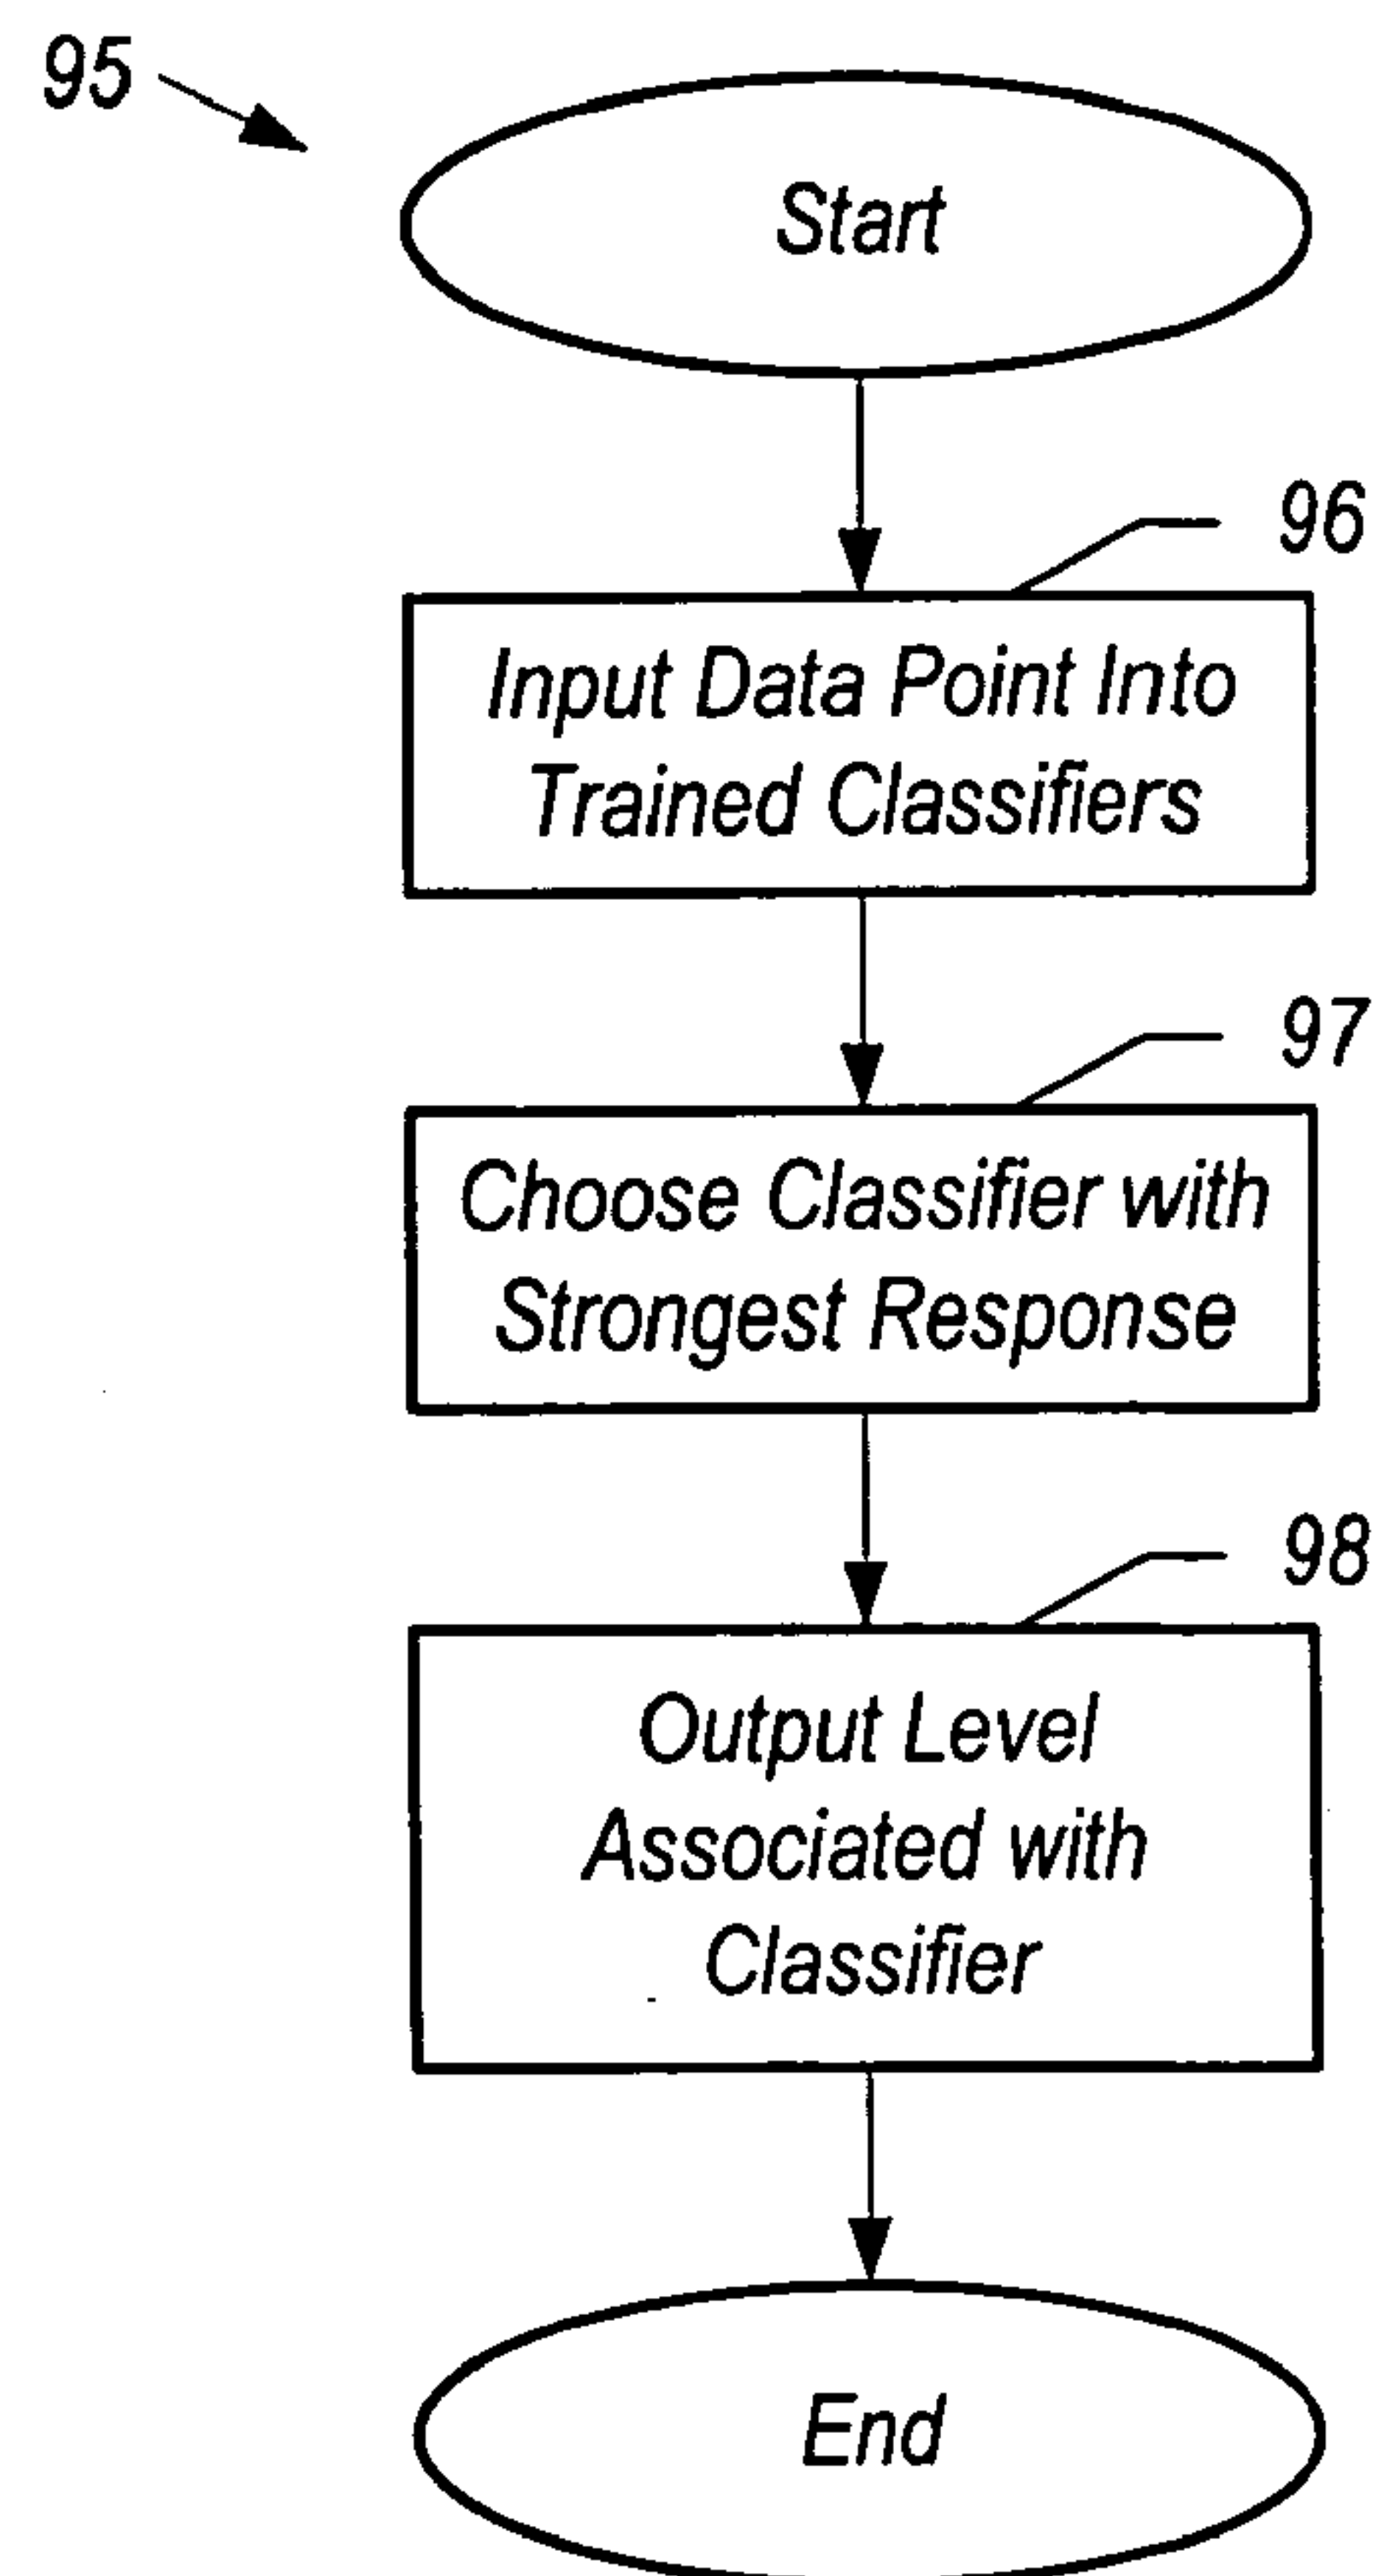 95
Start
96
Input Data Point Into
Trained Classifiers
97
Choose Classifier with
Strongest Response
98
Output Level
Associated with
Classifier
End